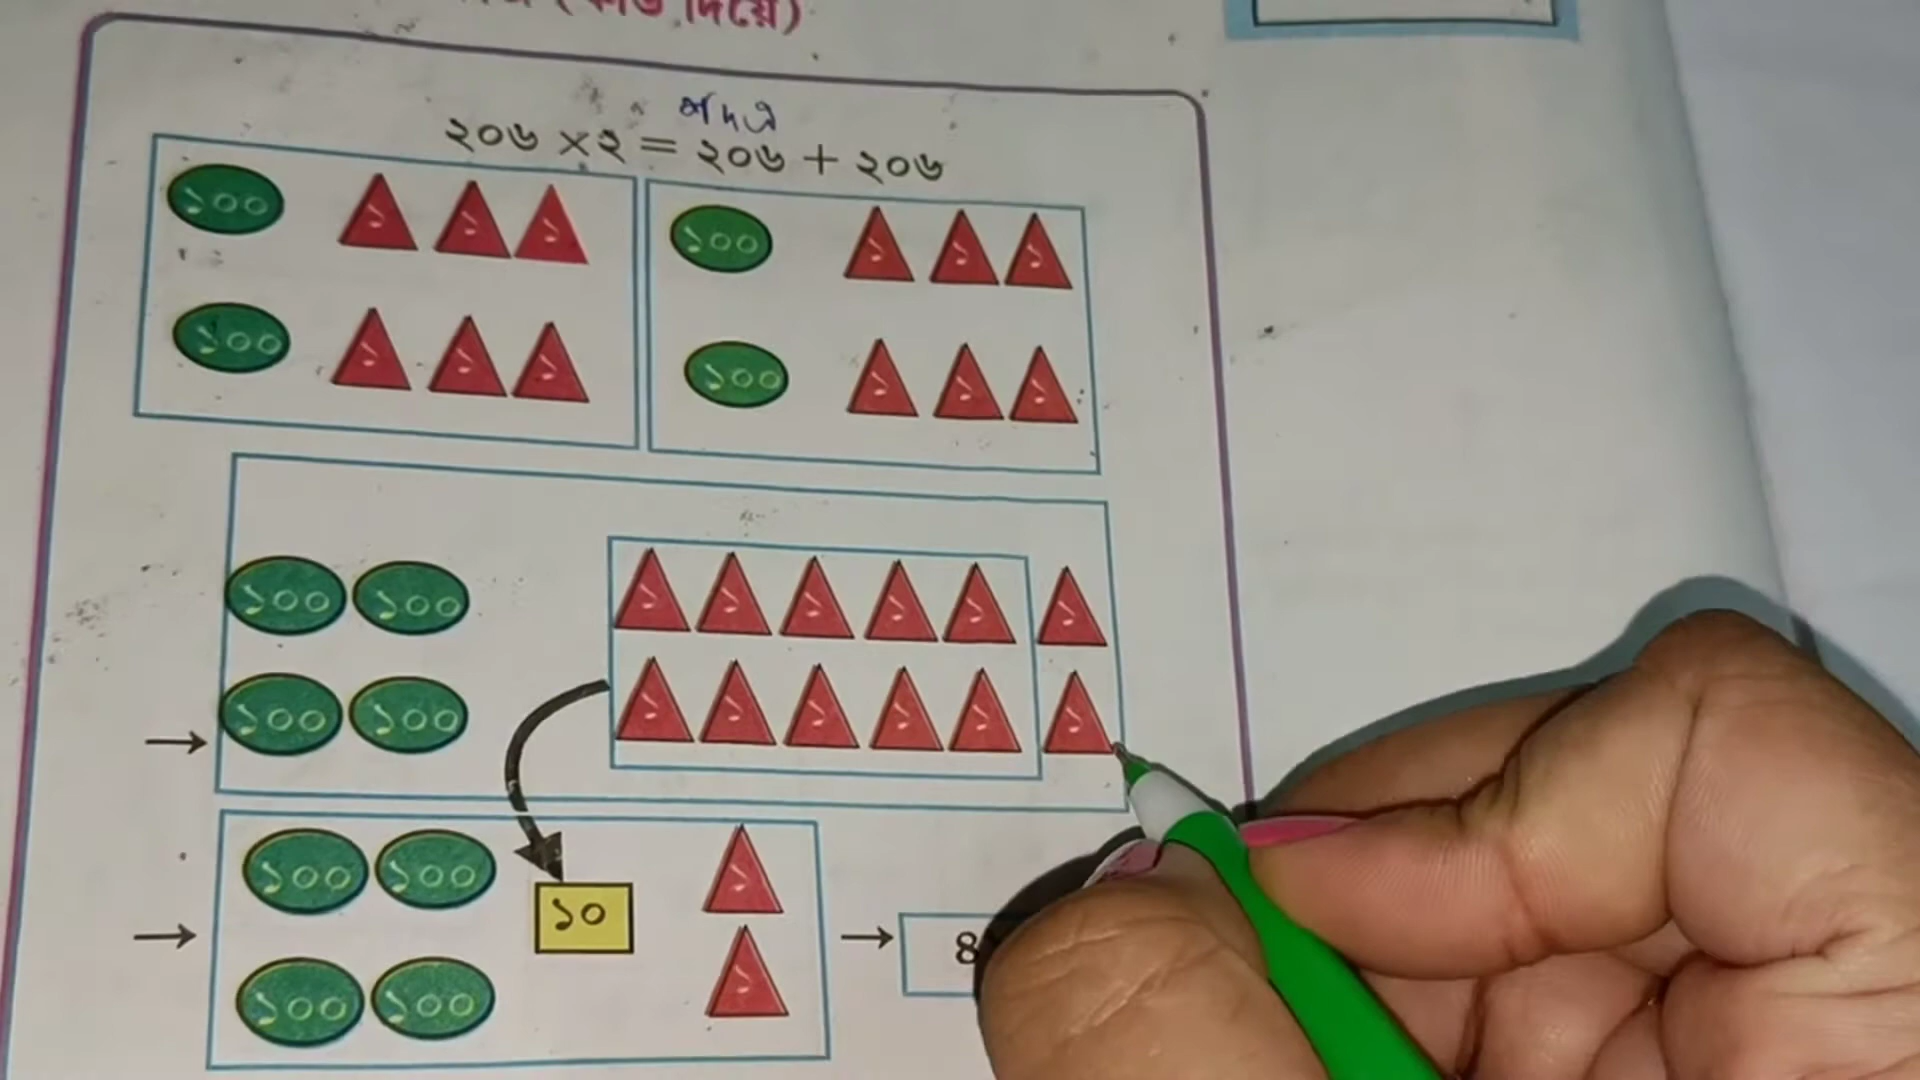 দিয়ে)
২০৬ ×২ = ২০৬ + ২০৬
১০০ ১ ১ ১ ১০০ ১ ১ ১
১০০ ১ ১ ১ ১০০ ১ ১ ১
১০০ ১০০ ১ ১ ১ ১ ১ ১
→ ১০০ ১০০ ১ ১ ১ ১ ১ ১
১০০ ১০০ ১০ ১
→ ১০০ ১০০ ১ → ৪